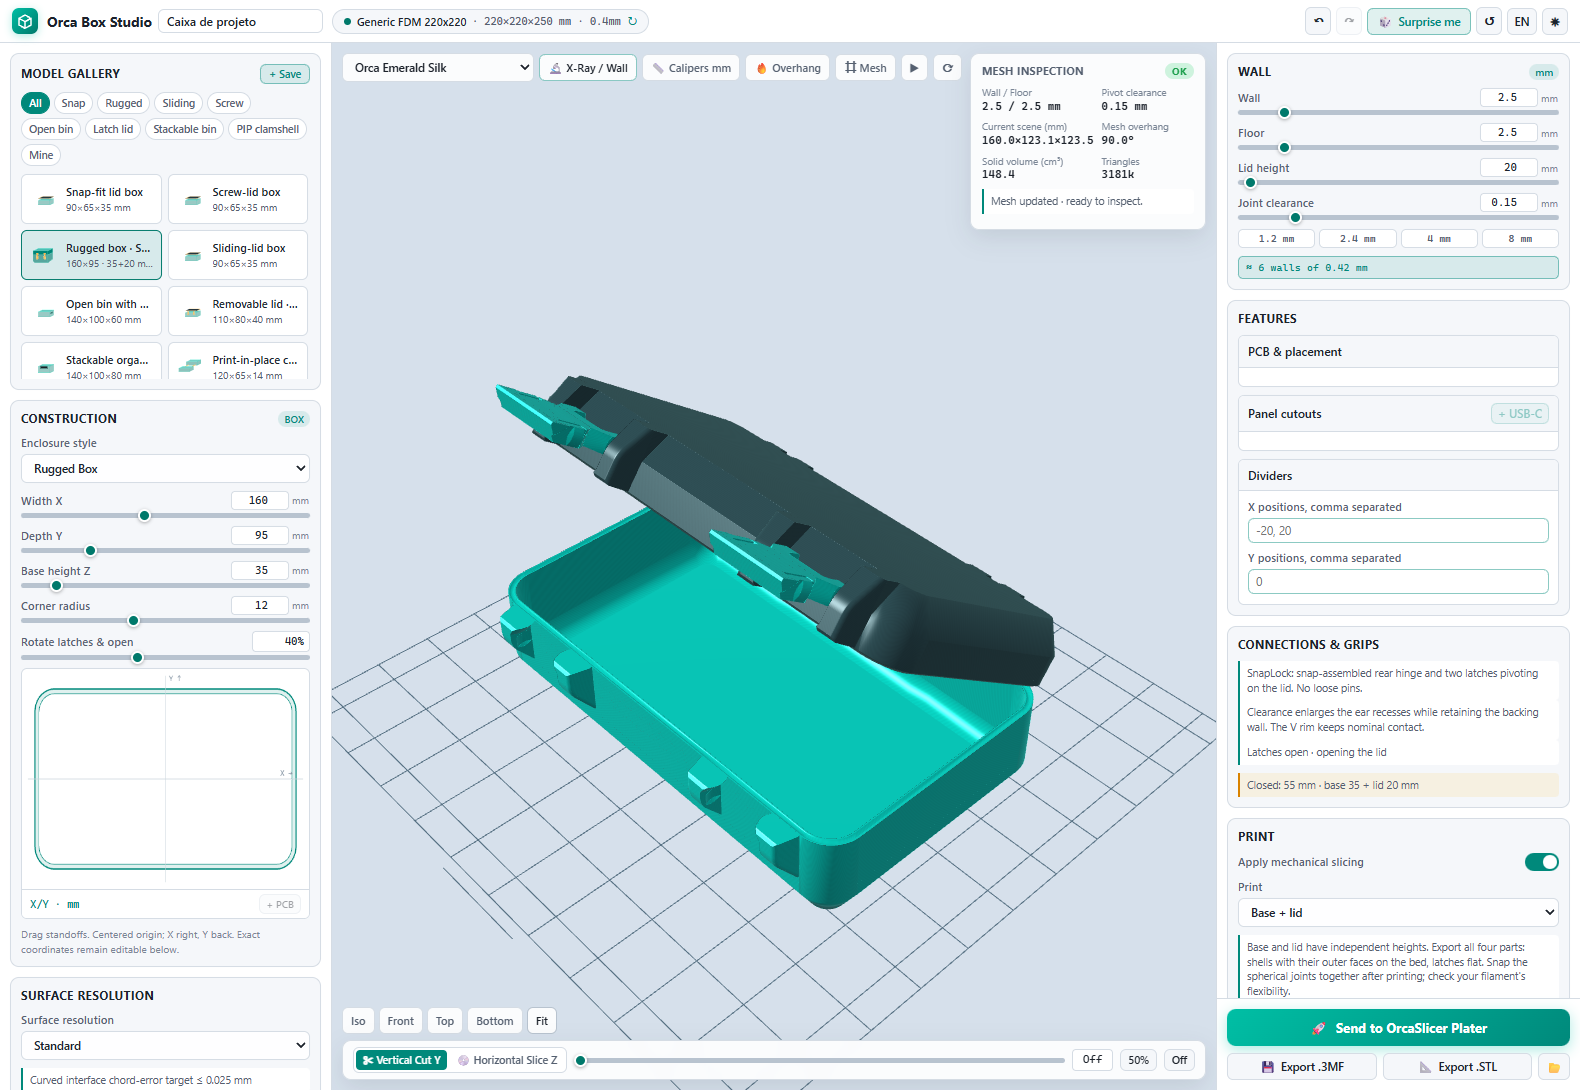 Orca Box Studio
Caixa de projeto
Generic FDM 220x220 · 220×220×250 mm · 0.4mm ↻
Surprise me
EN
MODEL GALLERY
+ Save
All
Snap
Rugged
Sliding
Screw
Open bin
Latch lid
Stackable bin
PIP clamshell
Mine
Snap-fit lid box
90×65×35 mm
Screw-lid box
90×65×35 mm
Rugged box · S...
160×95 · 35+20 m...
Sliding-lid box
90×65×35 mm
Open bin with ...
140×100×60 mm
Removable lid ·...
110×80×40 mm
Stackable orga...
140×100×80 mm
Print-in-place c...
120×65×14 mm
CONSTRUCTION
BOX
Enclosure style
Rugged Box
Width X
160 mm
Depth Y
95 mm
Base height Z
35 mm
Corner radius
12 mm
Rotate latches & open
40%
Y ↑
X →
X/Y · mm
+ PCB
Drag standoffs. Centered origin; X right, Y back. Exact
coordinates remain editable below.
SURFACE RESOLUTION
Surface resolution
Standard
Curved interface chord-error target ≤ 0.025 mm
Orca Emerald Silk
X-Ray / Wall
Calipers mm
Overhang
Mesh
MESH INSPECTION
OK
Wall / Floor
2.5 / 2.5 mm
Pivot clearance
0.15 mm
Current scene (mm)
160.0×123.1×123.5
Mesh overhang
90.0°
Solid volume (cm³)
148.4
Triangles
3181k
Mesh updated · ready to inspect.
Iso
Front
Top
Bottom
Fit
Vertical Cut Y
Horizontal Slice Z
Off
50%
Off
WALL
mm
Wall
2.5 mm
Floor
2.5 mm
Lid height
20 mm
Joint clearance
0.15 mm
1.2 mm
2.4 mm
4 mm
8 mm
≈ 6 walls of 0.42 mm
FEATURES
PCB & placement
Panel cutouts
+ USB-C
Dividers
X positions, comma separated
-20, 20
Y positions, comma separated
0
CONNECTIONS & GRIPS
SnapLock: snap-assembled rear hinge and two latches pivoting
on the lid. No loose pins.
Clearance enlarges the ear recesses while retaining the backing
wall. The V rim keeps nominal contact.
Latches open · opening the lid
Closed: 55 mm · base 35 + lid 20 mm
PRINT
Apply mechanical slicing
Print
Base + lid
Base and lid have independent heights. Export all four parts:
shells with their outer faces on the bed, latches flat. Snap the
spherical joints together after printing; check your filament's
flexibility.
Send to OrcaSlicer Plater
Export .3MF
Export .STL